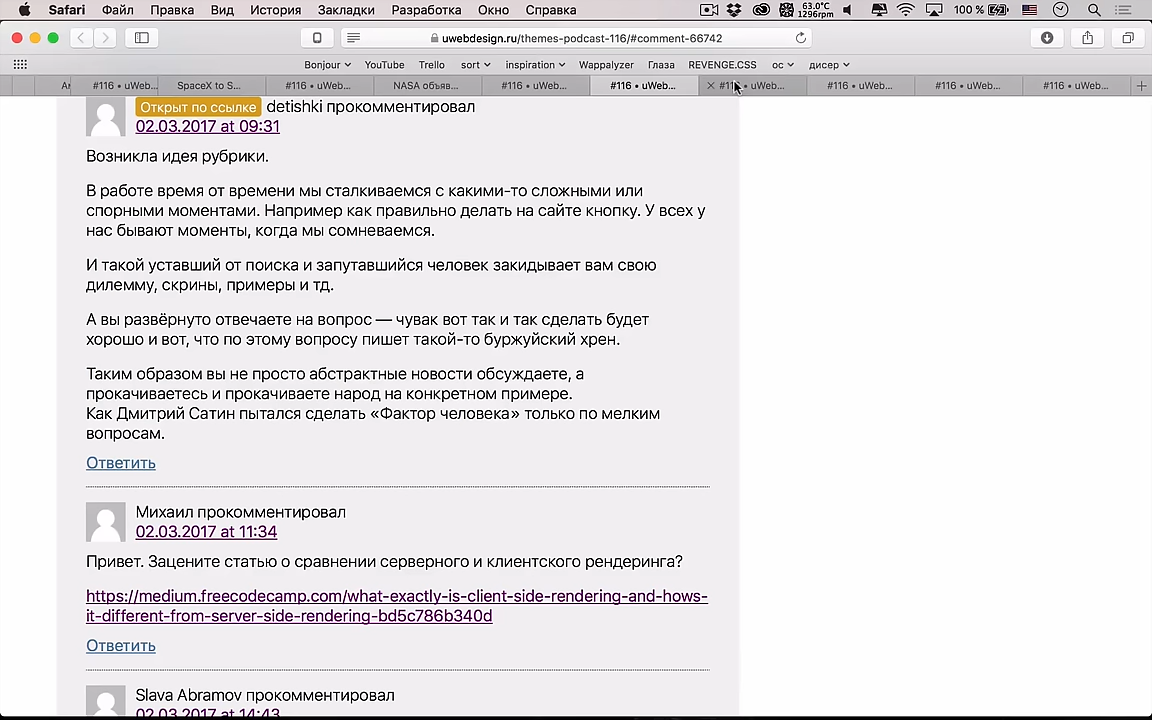 Safari Файл Правка Вид История Закладки Разработка Окно Справка 63.0°C 1296rpm 100 %
uwebdesign.ru/themes-podcast-116/#comment-66742
Bonjour YouTube Trello sort inspiration Wappalyzer Глаза REVENGE.CSS ос дисер
#116 • uWeb... SpaceX to S... #116 • uWeb... NASA объяв... #116 • uWeb... #116 • uWeb... #116 • uWeb... #116 • uWeb... #116 • uWeb...
Открыт по ссылке detishki прокомментировал
02.03.2017 at 09:31
Возникла идея рубрики.
В работе время от времени мы сталкиваемся с какими-то сложными или
спорными моментами. Например как правильно делать на сайте кнопку. У всех у
нас бывают моменты, когда мы сомневаемся.
И такой уставший от поиска и запутавшийся человек закидывает вам свою
дилемму, скрины, примеры и тд.
А вы развёрнуто отвечаете на вопрос — чувак вот так и так сделать будет
хорошо и вот, что по этому вопросу пишет такой-то буржуйский хрен.
Таким образом вы не просто абстрактные новости обсуждаете, а
прокачиваетесь и прокачиваете народ на конкретном примере.
Как Дмитрий Сатин пытался сделать «Фактор человека» только по мелким
вопросам.
Ответить
Михаил прокомментировал
02.03.2017 at 11:34
Привет. Зацените статью о сравнении серверного и клиентского рендеринга?
https://medium.freecodecamp.com/what-exactly-is-client-side-rendering-and-hows-
it-different-from-server-side-rendering-bd5c786b340d
Ответить
Slava Abramov прокомментировал
02.03.2017 at 14:43